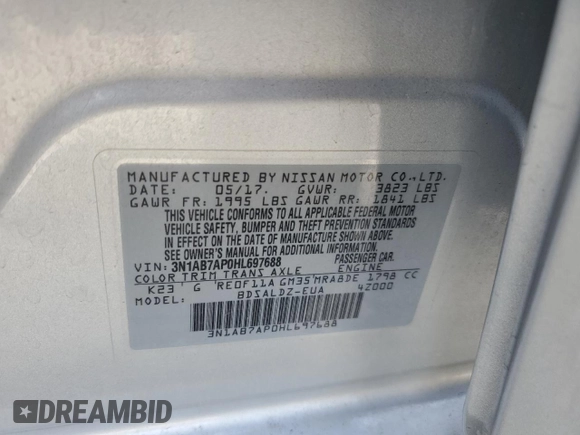 MANUFACTURED BY NISSAN MOTOR CO.,LTD.
DATE: 05/17. GVWR: 3823 LBS
GAWR FR: 1995 LBS GAWR RR: 1841 LBS
THIS VEHICLE CONFORMS TO ALL APPLICABLE FEDERAL MOTOR
VEHICLE SAFETY, BUMPER AND THEFT PREVENTION STANDARDS
IN EFFECT ON THE DATE OF MANUFACTURE SHOWN ABOVE.
SEE OWNER'S MANUAL FOR ADDITIONAL INFORMATION.
VIN: 3N1AB7AP0HL697688 PASSENGER CAR.
COLOR TRIM TRANS AXLE ENGINE
K23 G RE0F11A GM35 MRA8DE 1798 CC
MODEL: BDSALDZ-EUA 4Z000
3N1AB7AP0HL697688
DREAMBID